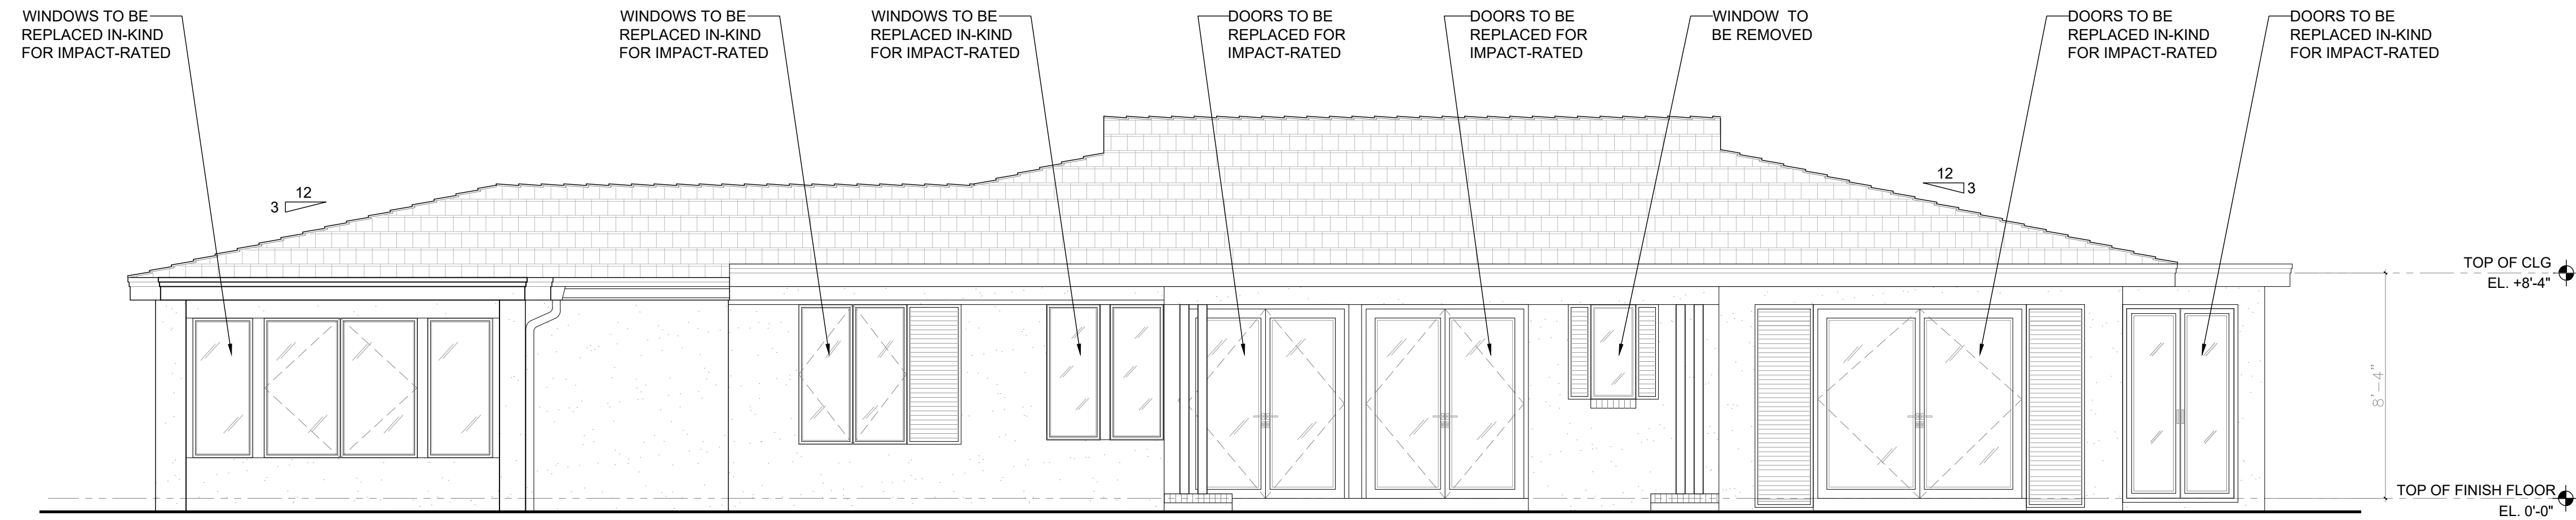 WINDOWS TO BE
REPLACED IN-KIND
FOR IMPACT-RATED
WINDOWS TO BE
REPLACED IN-KIND
FOR IMPACT-RATED
WINDOWS TO BE
REPLACED IN-KIND
FOR IMPACT-RATED
DOORS TO BE
REPLACED FOR
IMPACT-RATED
DOORS TO BE
REPLACED FOR
IMPACT-RATED
WINDOW TO
BE REMOVED
DOORS TO BE
REPLACED IN-KIND
FOR IMPACT-RATED
DOORS TO BE
REPLACED IN-KIND
FOR IMPACT-RATED
12
3
12
3
TOP OF CLG
EL. +8'-4"
8'-4"
TOP OF FINISH FLOOR
EL. 0'-0"